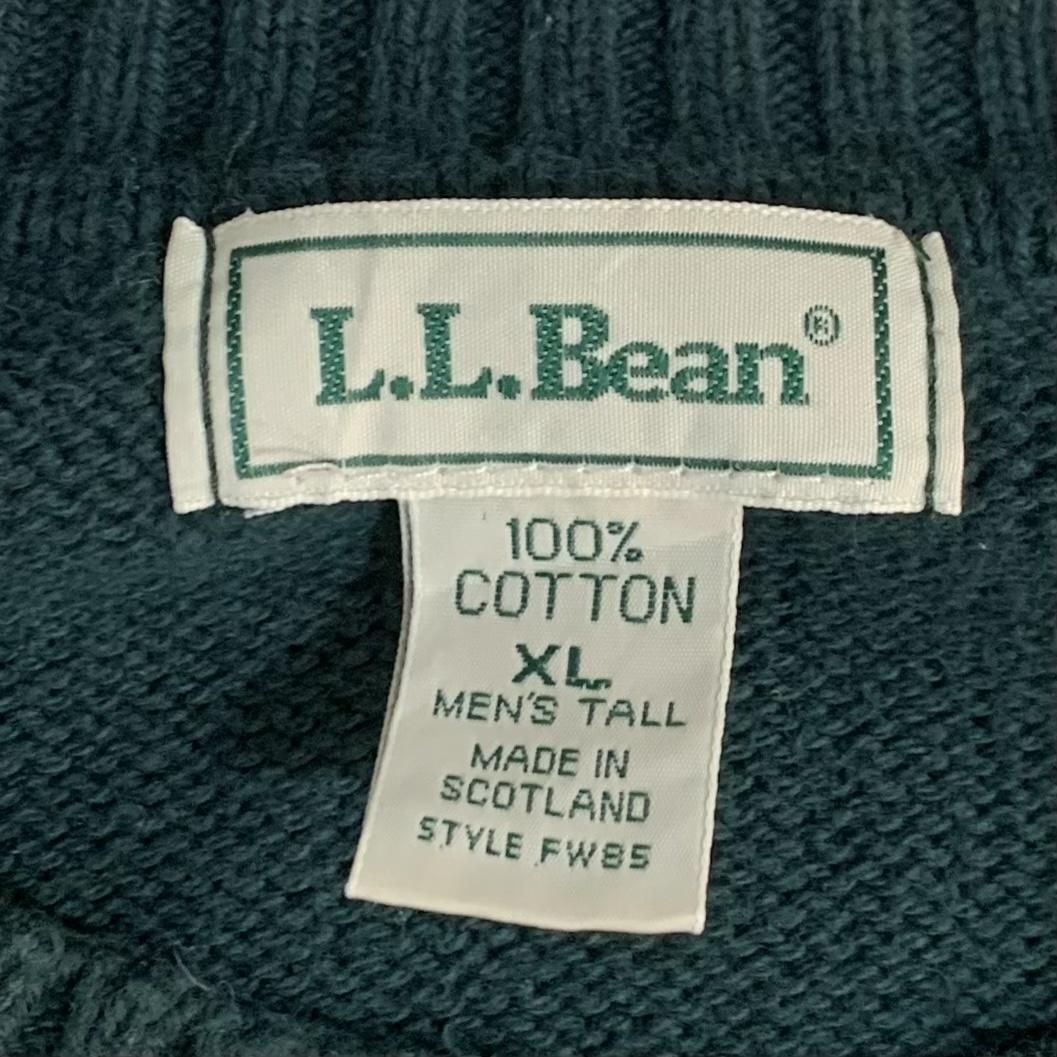 L.L.Bean®
100%
COTTON
XL
MEN'S TALL
MADE IN
SCOTLAND
STYLE FW85